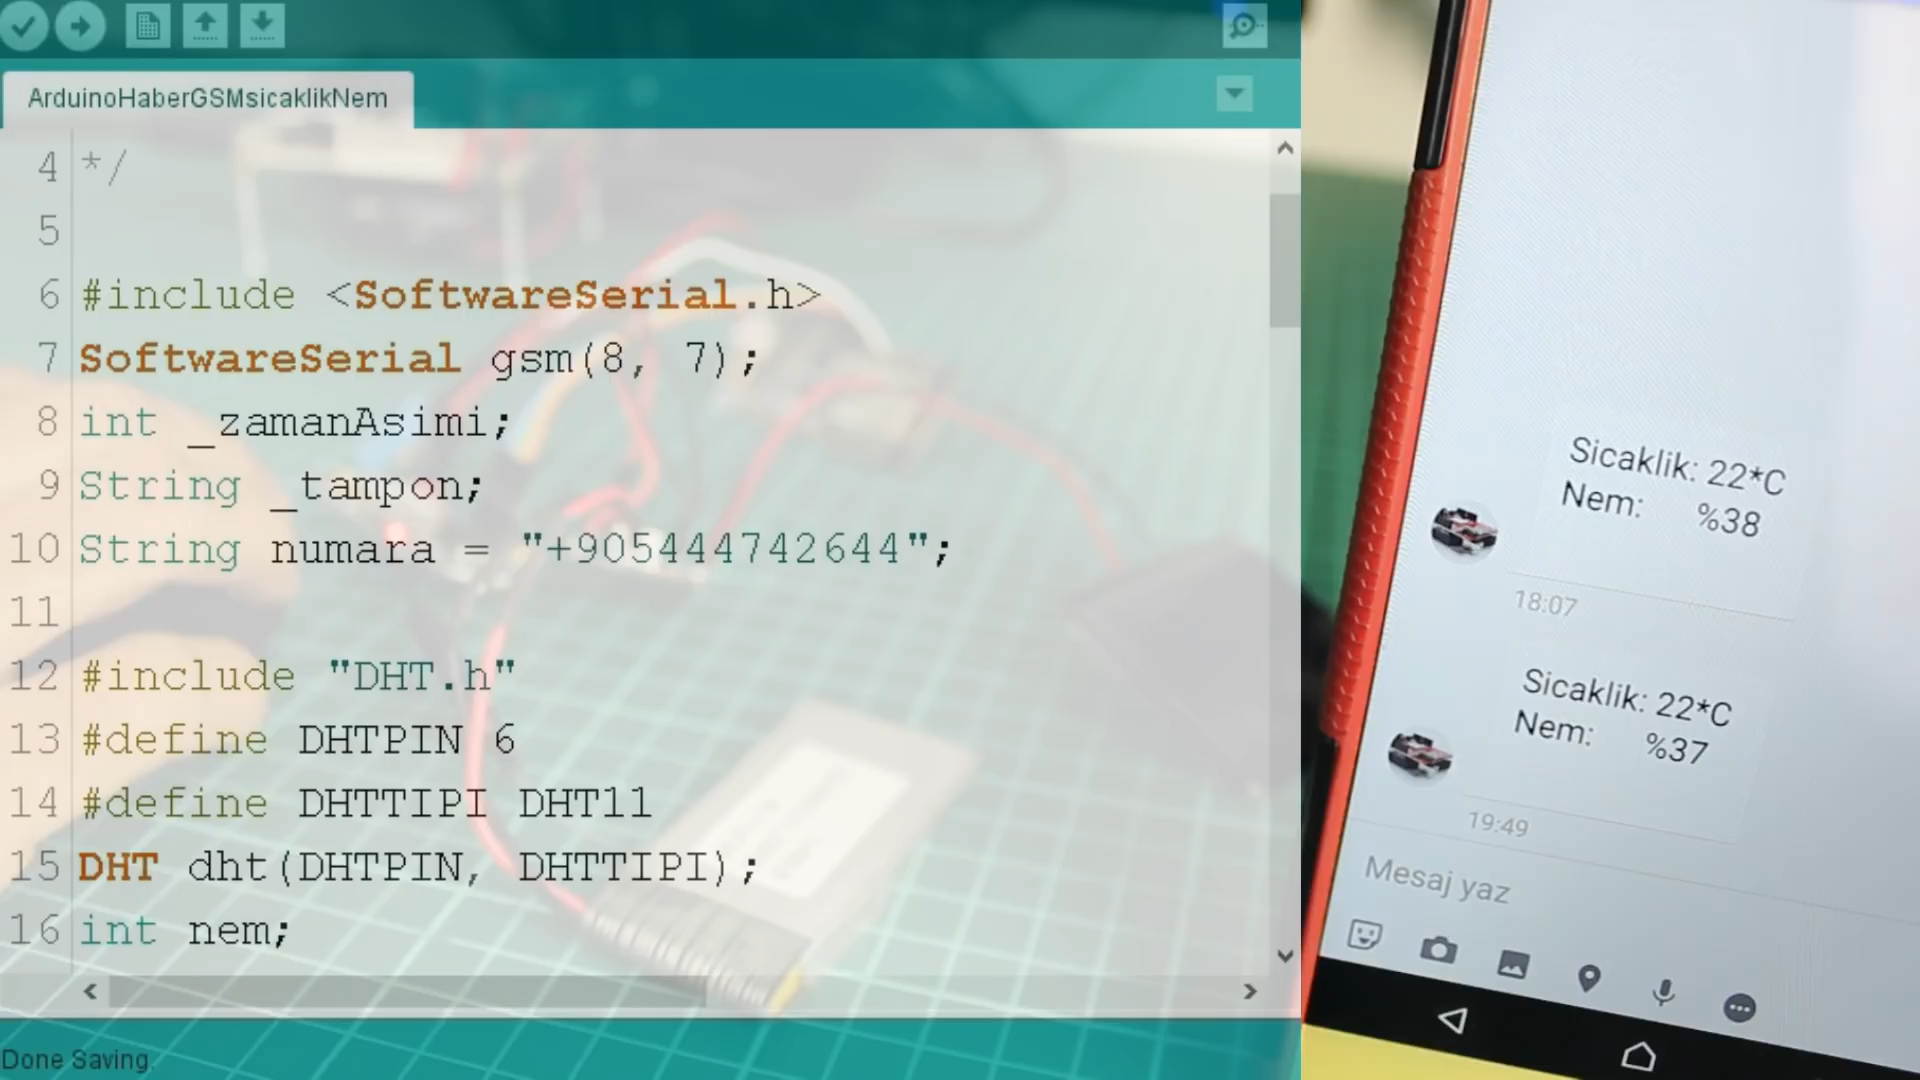 ArduinoHaberGSMsicaklikNem
4 */
5
6 #include <SoftwareSerial.h>
7 SoftwareSerial gsm(8, 7);
8 int _zamanAsimi;
9 String _tampon;
10 String numara = "+905444742644";
11
12 #include "DHT.h"
13 #define DHTPIN 6
14 #define DHTTIPI DHT11
15 DHT dht(DHTPIN, DHTTIPI);
16 int nem;
Done Saving.
Sicaklik: 22*C
Nem: %38
18:07
Sicaklik: 22*C
Nem: %37
19:49
Mesaj yaz